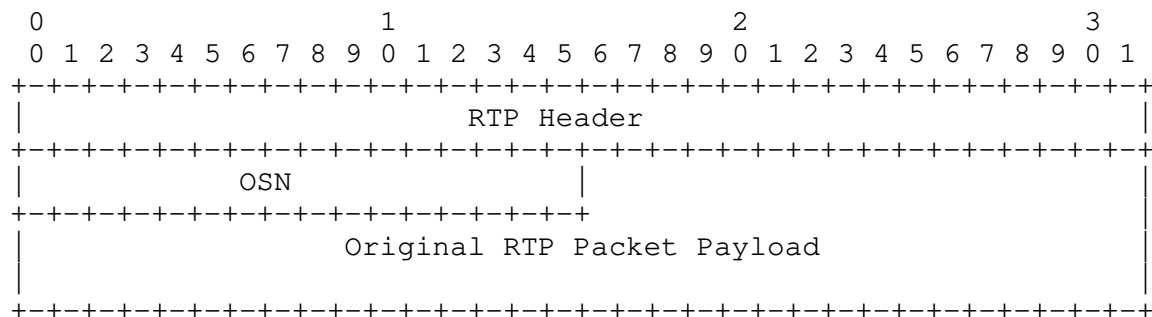 0                   1                   2                   3
 0 1 2 3 4 5 6 7 8 9 0 1 2 3 4 5 6 7 8 9 0 1 2 3 4 5 6 7 8 9 0 1
+-+-+-+-+-+-+-+-+-+-+-+-+-+-+-+-+-+-+-+-+-+-+-+-+-+-+-+-+-+-+-+-+
|                         RTP Header                            |
+-+-+-+-+-+-+-+-+-+-+-+-+-+-+-+-+-+-+-+-+-+-+-+-+-+-+-+-+-+-+-+-+
|            OSN                |                               |
+-+-+-+-+-+-+-+-+-+-+-+-+-+-+-+-+                               |
|                  Original RTP Packet Payload                  |
|                                                               |
+-+-+-+-+-+-+-+-+-+-+-+-+-+-+-+-+-+-+-+-+-+-+-+-+-+-+-+-+-+-+-+-+